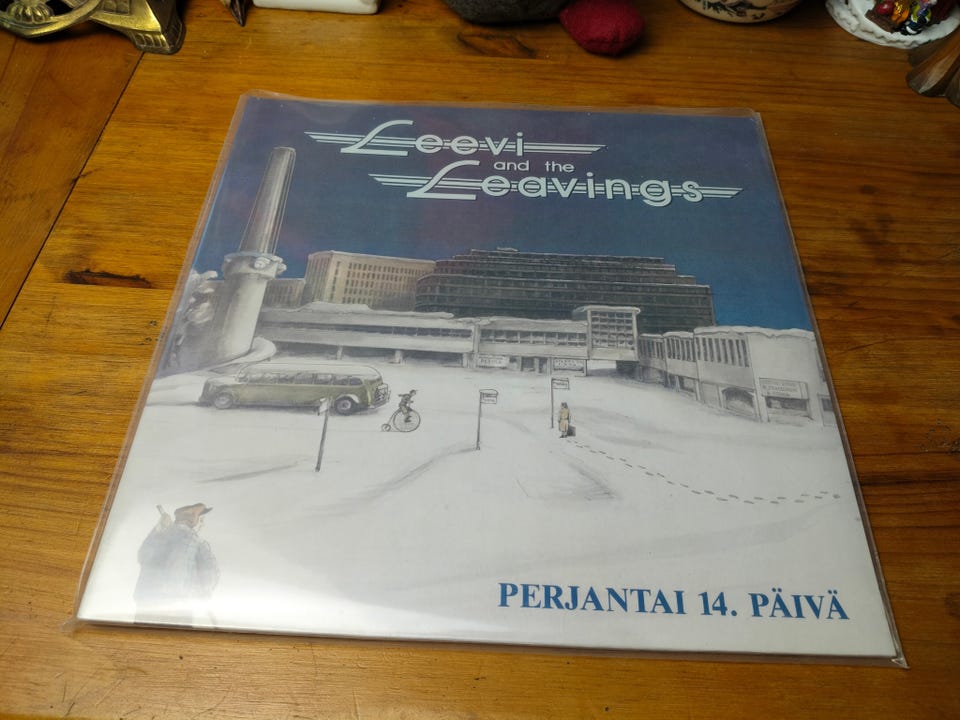 Leevi
and the
Leavings
PERJANTAI 14. PÄIVÄ